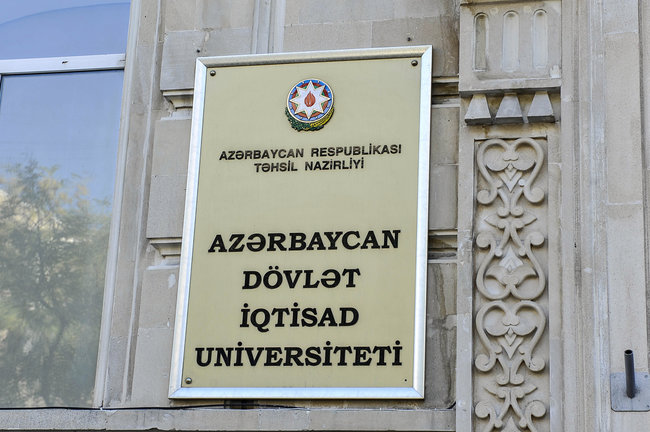 AZƏRBAYCAN RESPUBLİKASI
TƏHSİL NAZİRLİYİ
AZƏRBAYCAN
DÖVLƏT
İQTİSAD
UNİVERSİTETİ